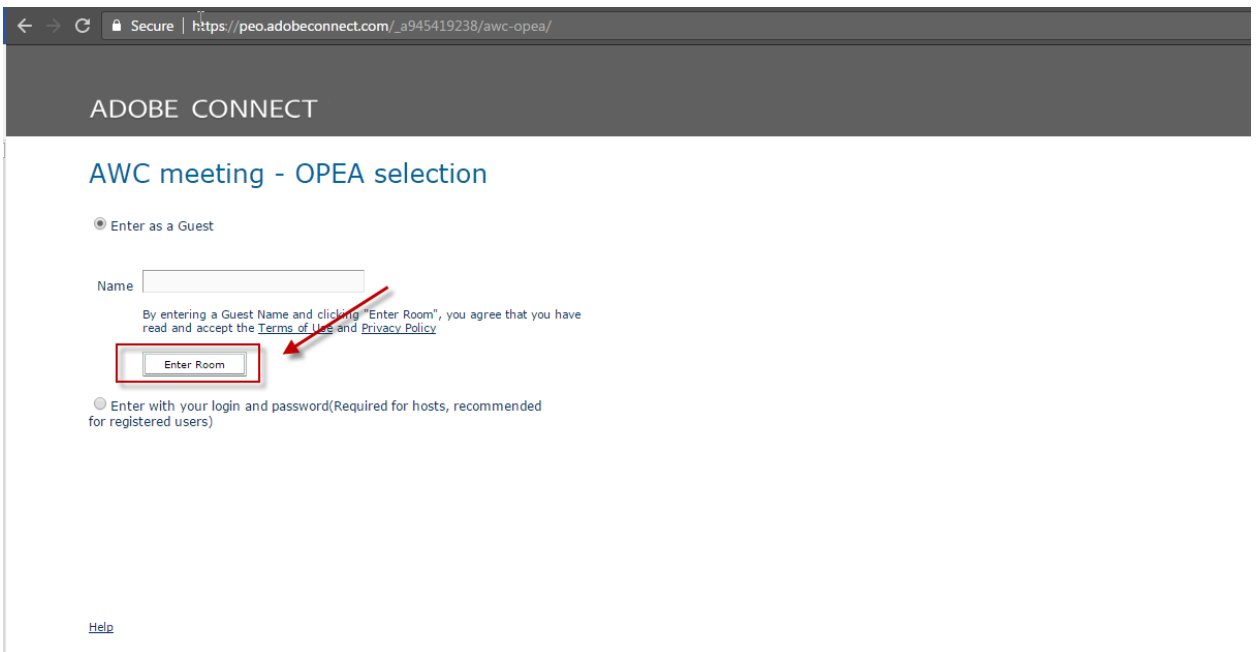 Secure | https://peo.adobeconnect.com/_a945419238/awc-opea/
ADOBE CONNECT
AWC meeting - OPEA selection
Enter as a Guest
Name
By entering a Guest Name and clicking "Enter Room", you agree that you have
read and accept the Terms of Use and Privacy Policy
Enter Room
Enter with your login and password(Required for hosts, recommended
for registered users)
Help